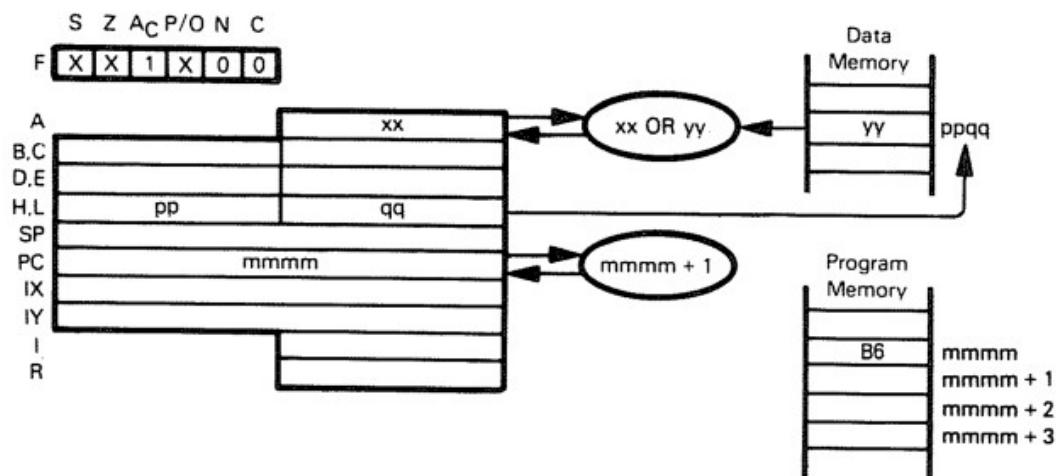 S Z AC P/O N C
F X X 1 X 0 0
Data
Memory
A xx
xx OR yy
yy ppqq
B,C
D,E
H,L pp qq
SP
PC mmmm
mmmm + 1
Program
Memory
IX
IY
I
R
B6 mmmm
mmmm + 1
mmmm + 2
mmmm + 3